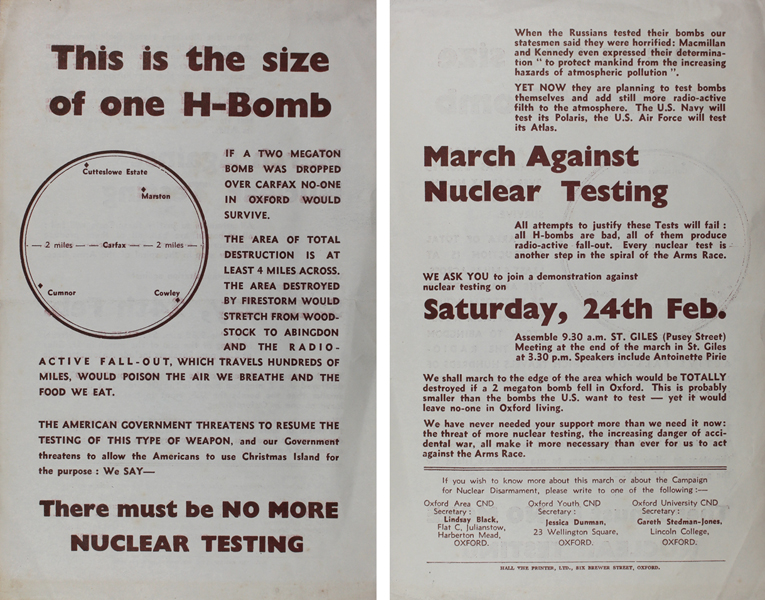 This is the size
of one H-Bomb
Cutteslowe Estate
Marston
2 miles
Carfax
2 miles
Cumnor
Cowley
IF A TWO MEGATON
BOMB WAS DROPPED
OVER CARFAX NO-ONE
IN OXFORD WOULD
SURVIVE.
THE AREA OF TOTAL
DESTRUCTION IS AT
LEAST 4 MILES ACROSS.
THE AREA DESTROYED
BY FIRESTORM WOULD
STRETCH FROM WOOD-
STOCK TO ABINGDON
AND THE RADIO-
ACTIVE FALL-OUT, WHICH TRAVELS HUNDREDS OF
MILES, WOULD POISON THE AIR WE BREATHE AND THE
FOOD WE EAT.
THE AMERICAN GOVERNMENT THREATENS TO RESUME THE
TESTING OF THIS TYPE OF WEAPON, and our Government
threatens to allow the Americans to use Christmas Island for
the purpose : We SAY—
There must be NO MORE
NUCLEAR TESTING
When the Russians tested their bombs our
statesmen said they were horrified: Macmillan
and Kennedy even expressed their determina-
tion " to protect mankind from the increasing
hazards of atmospheric pollution ".
YET NOW they are planning to test bombs
themselves and add still more radio-active
filth to the atmosphere. The U.S. Navy will
test its Polaris, the U.S. Air Force will test
its Atlas.
March Against
Nuclear Testing
All attempts to justify these Tests will fail :
all H-bombs are bad, all of them produce
radio-active fall-out. Every nuclear test is
another step in the spiral of the Arms Race.
WE ASK YOU to join a demonstration against
nuclear testing on
Saturday, 24th Feb.
Assemble 9.30 a.m. ST. GILES (Pusey Street)
Meeting at the end of the march in St. Giles
at 3.30 p.m. Speakers include Antoinette Pirie
We shall march to the edge of the area which would be TOTALLY
destroyed if a 2 megaton bomb fell in Oxford. This is probably
smaller than the bombs the U.S. want to test — yet it would
leave no-one in Oxford living.
We have never needed your support more than we need it now:
the threat of more nuclear testing, the increasing danger of acci-
dental war, all make it more necessary than ever for us to act
against the Arms Race.
If you wish to know more about this march or about the Campaign
for Nuclear Disarmament, please write to one of the following :—
Oxford Area CND
Secretary :
Lindsay Black,
Flat C, Julianstow,
Harberton Mead,
OXFORD.
Oxford Youth CND
Secretary :
Jessica Dunman,
23 Wellington Square,
OXFORD.
Oxford University CND
Secretary :
Gareth Stedman-Jones,
Lincoln College,
OXFORD.
HALL THE PRINTER, LTD., SIX BREWER STREET, OXFORD.